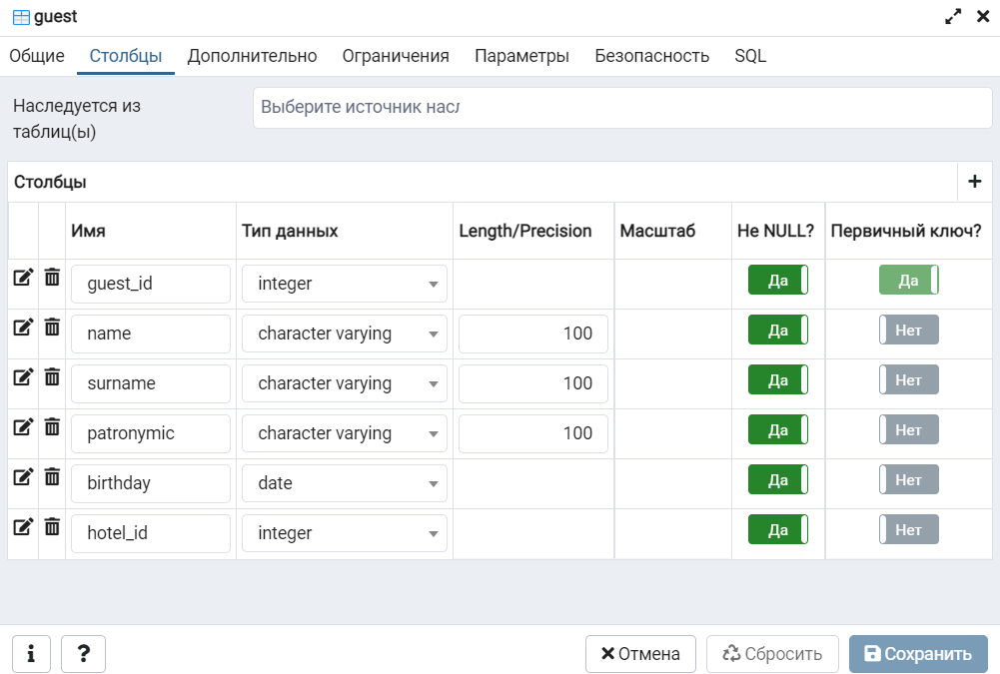 guest
Общие Столбцы Дополнительно Ограничения Параметры Безопасность SQL
Наследуется из
таблиц(ы)
Выберите источник нас
Столбцы
Имя Тип данных Length/Precision Масштаб Не NULL? Первичный ключ?
guest_id integer Да Да
name character varying 100 Да Нет
surname character varying 100 Да Нет
patronymic character varying 100 Да Нет
birthday date Да Нет
hotel_id integer Да Нет
Отмена Сбросить Сохранить